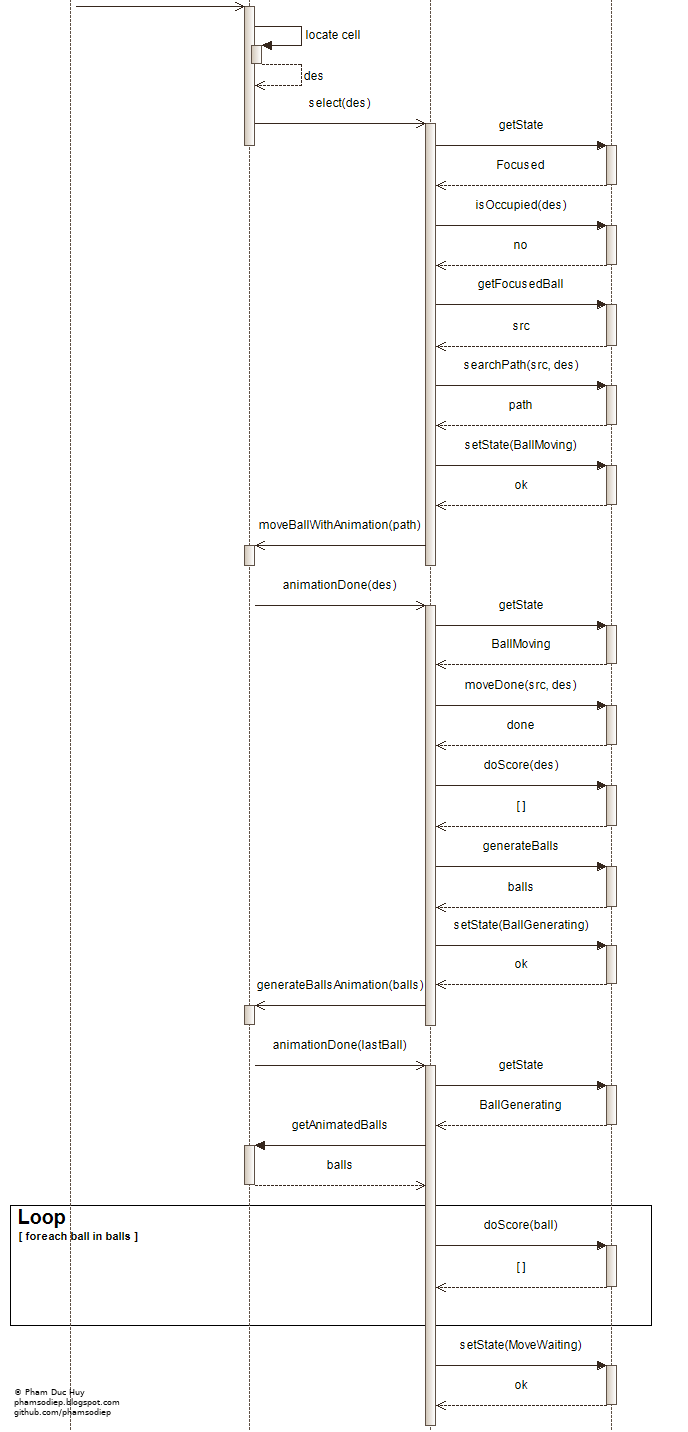 locate cell
des
select(des)
getState
Focused
isOccupied(des)
no
getFocusedBall
src
searchPath(src, des)
path
setState(BallMoving)
ok
moveBallWithAnimation(path)
animationDone(des)
getState
BallMoving
moveDone(src, des)
done
doScore(des)
[ ]
generateBalls
balls
setState(BallGenerating)
ok
generateBallsAnimation(balls)
animationDone(lastBall)
getState
BallGenerating
getAnimatedBalls
balls
Loop
[ foreach ball in balls ]
doScore(ball)
[ ]
setState(MoveWaiting)
ok
© Pham Duc Huy
phamsodiep.blogspot.com
github.com/phamsodiep